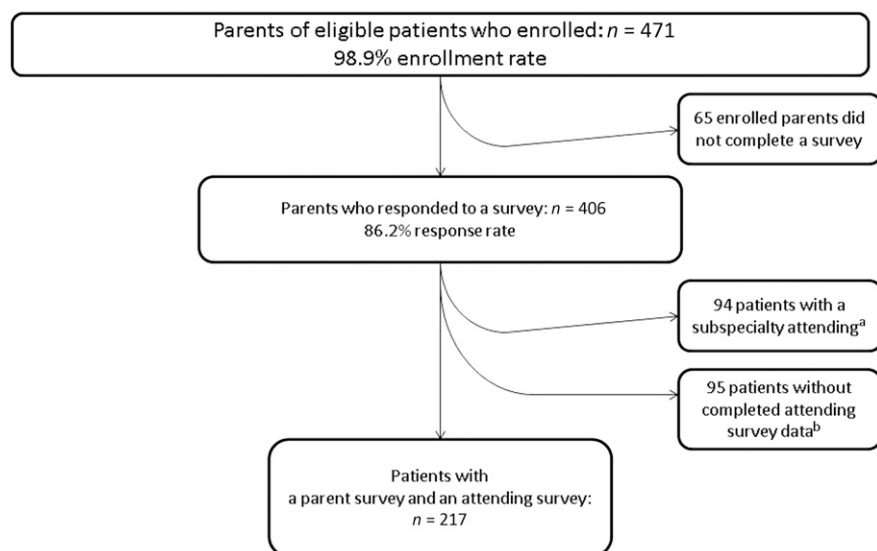 Parents of eligible patients who enrolled: n = 471
98.9% enrollment rate
65 enrolled parents did
not complete a survey
Parents who responded to a survey: n = 406
86.2% response rate
94 patients with a
subspecialty attendingᵃ
95 patients without
completed attending
survey dataᵇ
Patients with
a parent survey and an attending survey:
n = 217